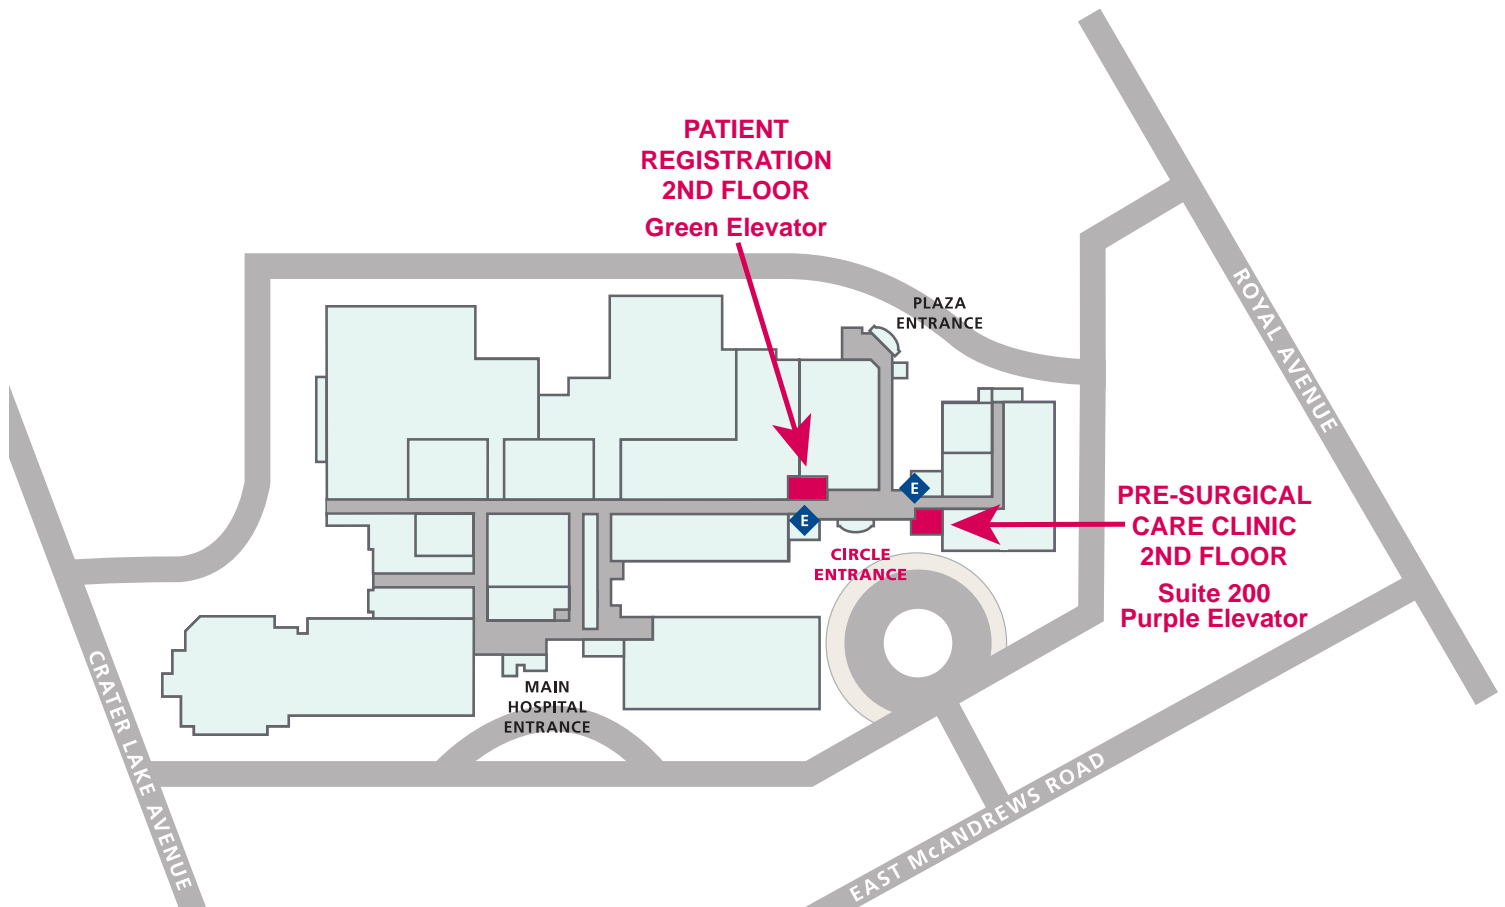 PATIENT
REGISTRATION
2ND FLOOR
Green Elevator
PLAZA
ENTRANCE
ROYAL AVENUE
E
E
PRE-SURGICAL
CARE CLINIC
2ND FLOOR
Suite 200
Purple Elevator
CIRCLE
ENTRANCE
MAIN
HOSPITAL
ENTRANCE
CRATER LAKE AVENUE
EAST McANDREWS ROAD